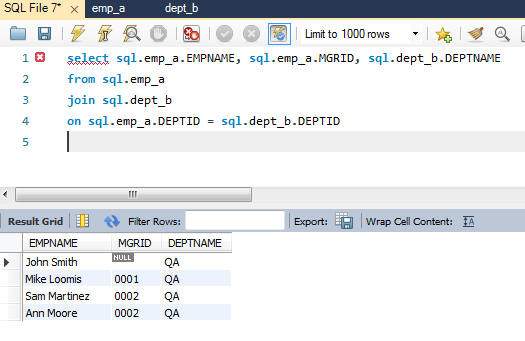 SQL File 7* × emp_a dept_b
Limit to 1000 rows
1 select sql.emp_a.EMPNAME, sql.emp_a.MGRID, sql.dept_b.DEPTNAME
2 from sql.emp_a
3 join sql.dept_b
4 on sql.emp_a.DEPTID = sql.dept_b.DEPTID
5
Result Grid Filter Rows: Export: Wrap Cell Content:
EMPNAME MGRID DEPTNAME
John Smith NULL QA
Mike Loomis 0001 QA
Sam Martinez 0002 QA
Ann Moore 0002 QA